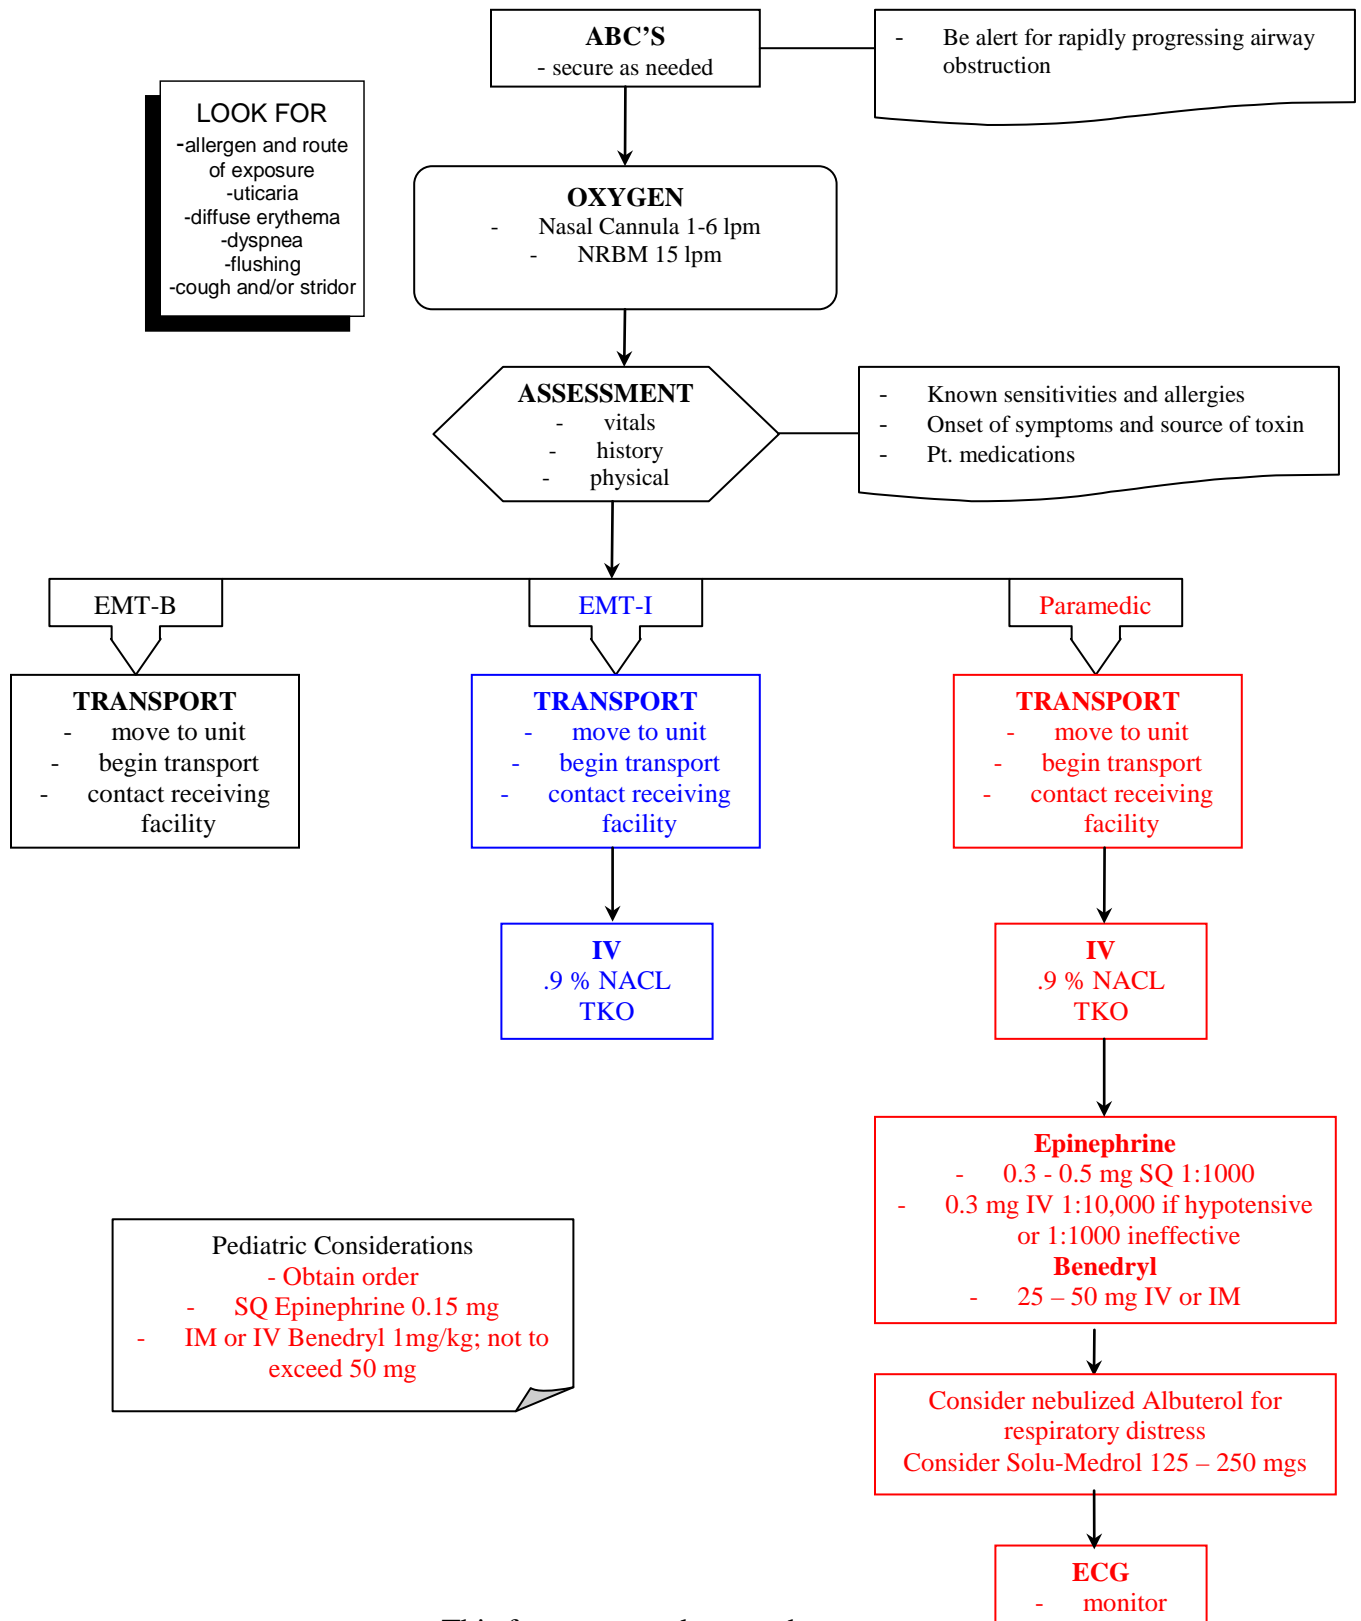 ABC'S
- secure as needed
- Be alert for rapidly progressing airway
obstruction
LOOK FOR
-allergen and route
of exposure
-uticaria
-diffuse erythema
-dyspnea
-flushing
-cough and/or stridor
OXYGEN
- Nasal Cannula 1-6 lpm
- NRBM 15 lpm
ASSESSMENT
- vitals
- history
- physical
- Known sensitivities and allergies
- Onset of symptoms and source of toxin
- Pt. medications
EMT-B
EMT-I
Paramedic
TRANSPORT
- move to unit
- begin transport
- contact receiving
facility
TRANSPORT
- move to unit
- begin transport
- contact receiving
facility
TRANSPORT
- move to unit
- begin transport
- contact receiving
facility
IV
.9 % NACL
TKO
IV
.9 % NACL
TKO
Epinephrine
- 0.3 - 0.5 mg SQ 1:1000
- 0.3 mg IV 1:10,000 if hypotensive
or 1:1000 ineffective
Benedryl
- 25 – 50 mg IV or IM
Pediatric Considerations
- Obtain order
- SQ Epinephrine 0.15 mg
- IM or IV Benedryl 1mg/kg; not to
exceed 50 mg
Consider nebulized Albuterol for
respiratory distress
Consider Solu-Medrol 125 – 250 mgs
ECG
- monitor